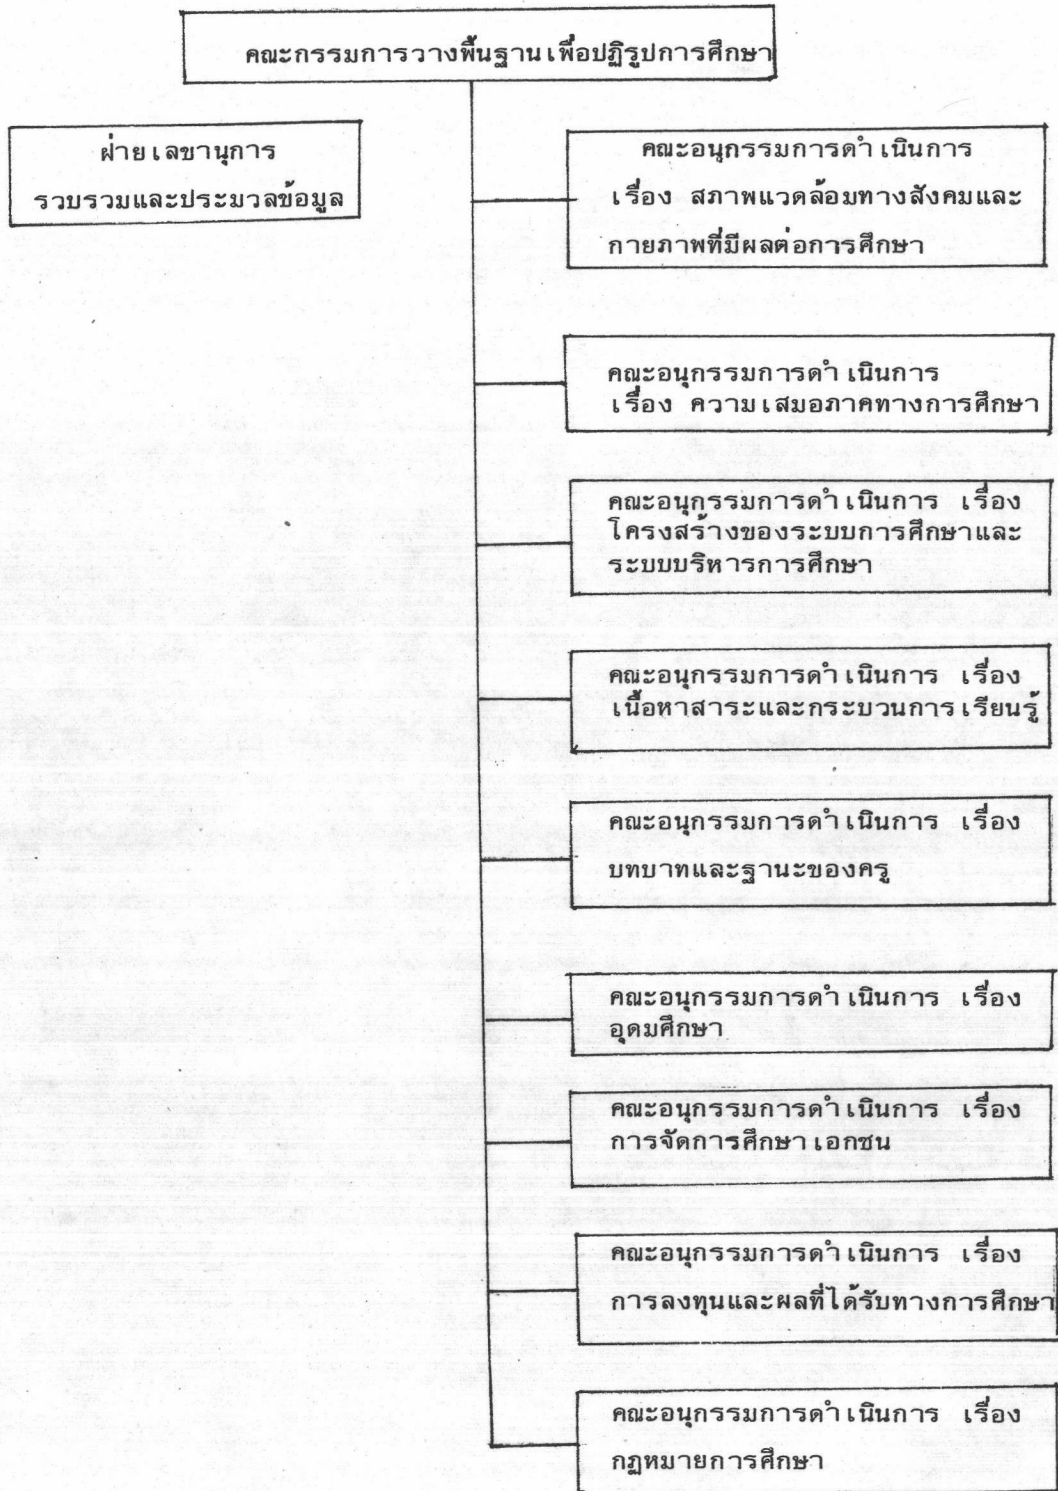 คณะกรรมการวางพื้นฐานเพื่อปฏิรูปการศึกษา
ฝ่ายเลขานุการ
รวบรวมและประมวลข้อมูล
คณะอนุกรรมการดำเนินการ
เรื่อง สภาพแวดล้อมทางสังคมและ
กายภาพที่มีผลต่อการศึกษา
คณะอนุกรรมการดำเนินการ
เรื่อง ความเสมอภาคทางการศึกษา
คณะอนุกรรมการดำเนินการ เรื่อง
โครงสร้างของระบบการศึกษาและ
ระบบบริหารการศึกษา
คณะอนุกรรมการดำเนินการ เรื่อง
เนื้อหาสาระและกระบวนการเรียนรู้
คณะอนุกรรมการดำเนินการ เรื่อง
บทบาทและฐานะของครู
คณะอนุกรรมการดำเนินการ เรื่อง
อุดมศึกษา
คณะอนุกรรมการดำเนินการ เรื่อง
การจัดการศึกษาเอกชน
คณะอนุกรรมการดำเนินการ เรื่อง
การลงทุนและผลที่ได้รับทางการศึกษา
คณะอนุกรรมการดำเนินการ เรื่อง
กฎหมายการศึกษา